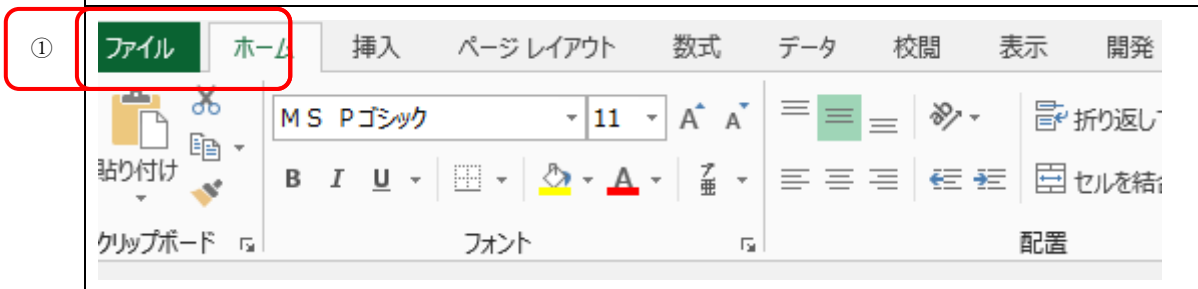 ① ファイル ホーム 挿入 ページ レイアウト 数式 データ 校閲 表示 開発
ＭＳ Ｐゴシック 11 A A 折り返して
貼り付け B I U A ア亜 セルを結合
クリップボード フォント 配置